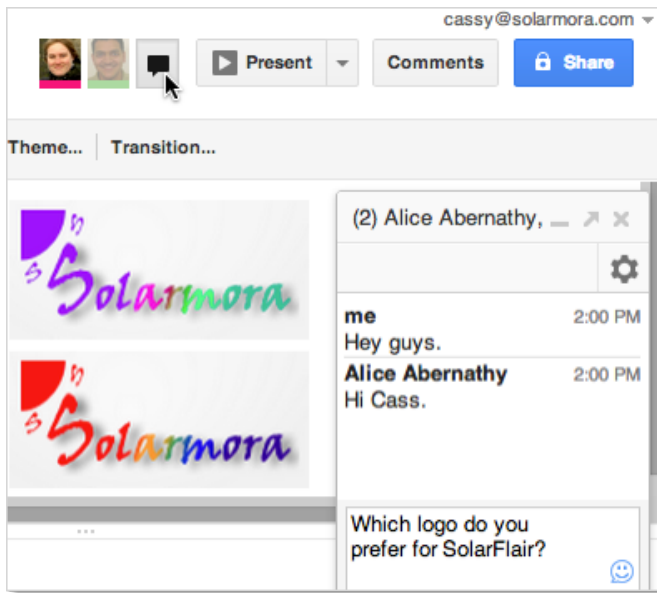 cassy@solarmora.com
Present
Comments
Share
Theme...
Transition...
(2) Alice Abernathy,
Solarmora
me 2:00 PM
Hey guys.
Alice Abernathy 2:00 PM
Hi Cass.
Solarmora
Which logo do you
prefer for SolarFlair?